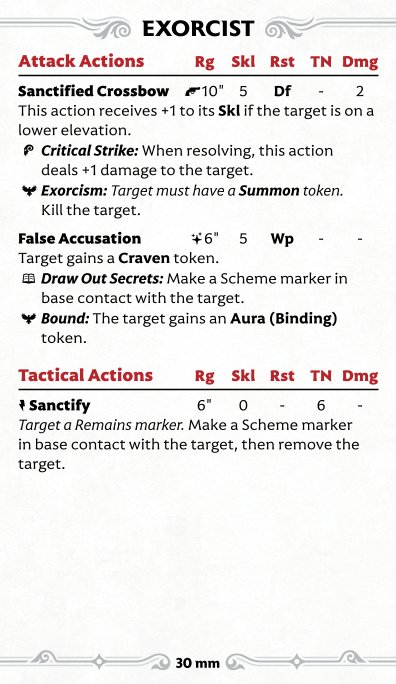 EXORCIST
Attack Actions Rg Skl Rst TN Dmg
Sanctified Crossbow 10" 5 Df - 2
This action receives +1 to its Skl if the target is on a
lower elevation.
Critical Strike: When resolving, this action
deals +1 damage to the target.
Exorcism: Target must have a Summon token.
Kill the target.
False Accusation 6" 5 Wp - -
Target gains a Craven token.
Draw Out Secrets: Make a Scheme marker in
base contact with the target.
Bound: The target gains an Aura (Binding)
token.
Tactical Actions Rg Skl Rst TN Dmg
Sanctify 6" 0 - 6 -
Target a Remains marker. Make a Scheme marker
in base contact with the target, then remove the
target.
30 mm